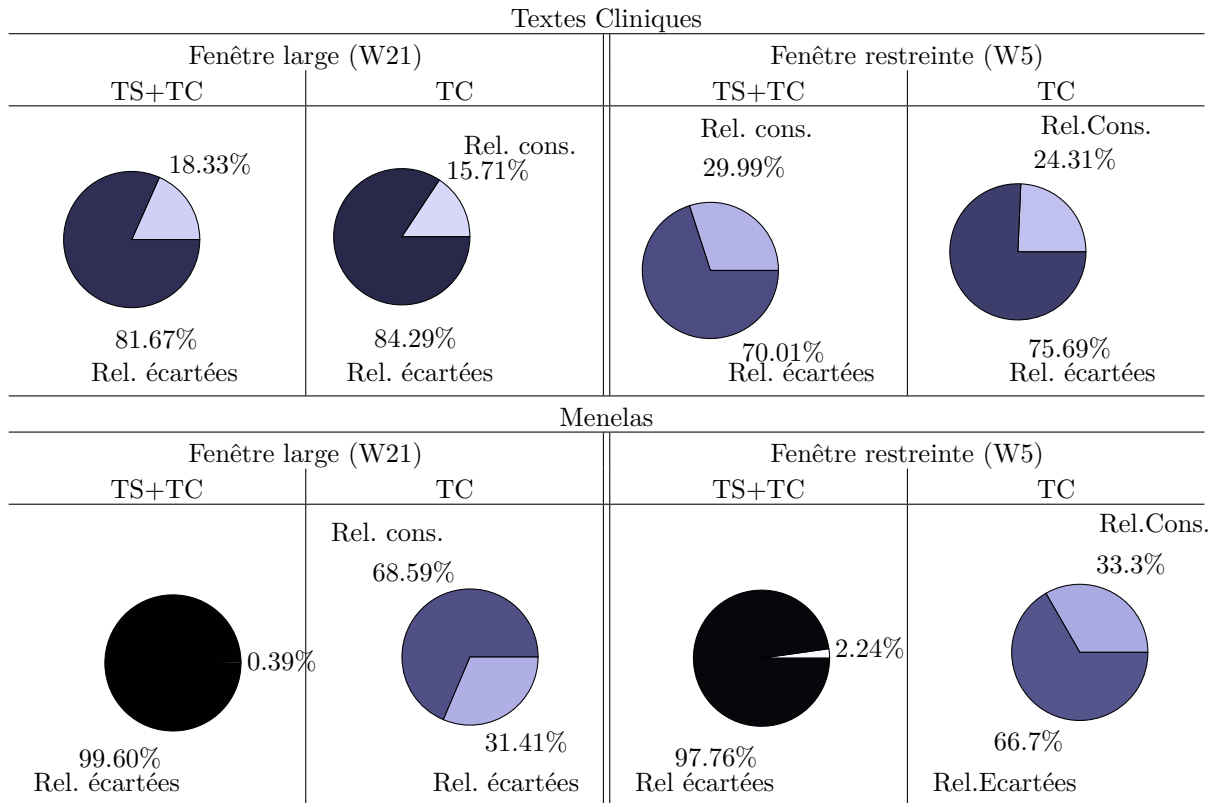 Textes Cliniques
Fenêtre large (W21)
Fenêtre restreinte (W5)
TS+TC
TC
TS+TC
TC
18.33%
81.67%
Rel. écartées
Rel. cons.
15.71%
84.29%
Rel. écartées
Rel. cons.
29.99%
70.01%
Rel. écartées
Rel.Cons.
24.31%
75.69%
Rel. écartées
Menelas
Fenêtre large (W21)
Fenêtre restreinte (W5)
TS+TC
TC
TS+TC
TC
0.39%
99.60%
Rel. écartées
Rel. cons.
68.59%
31.41%
Rel. écartées
2.24%
97.76%
Rel écartées
Rel.Cons.
33.3%
66.7%
Rel.Ecartées